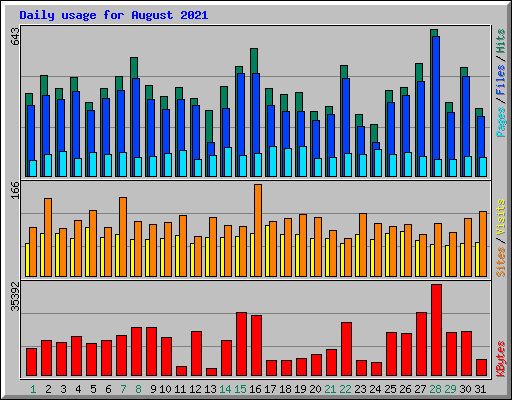 Daily usage for August 2021
643
Pages / Files / Hits
166
Sites / Visits
35392
KBytes
1 2 3 4 5 6 7 8 9 10 11 12 13 14 15 16 17 18 19 20 21 22 23 24 25 26 27 28 29 30 31